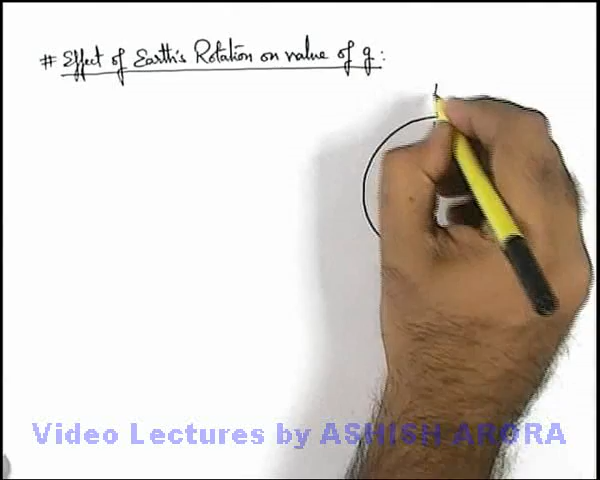 # Effect of Earth's Rotation on value of g:
Video Lectures by ASHISH ARORA